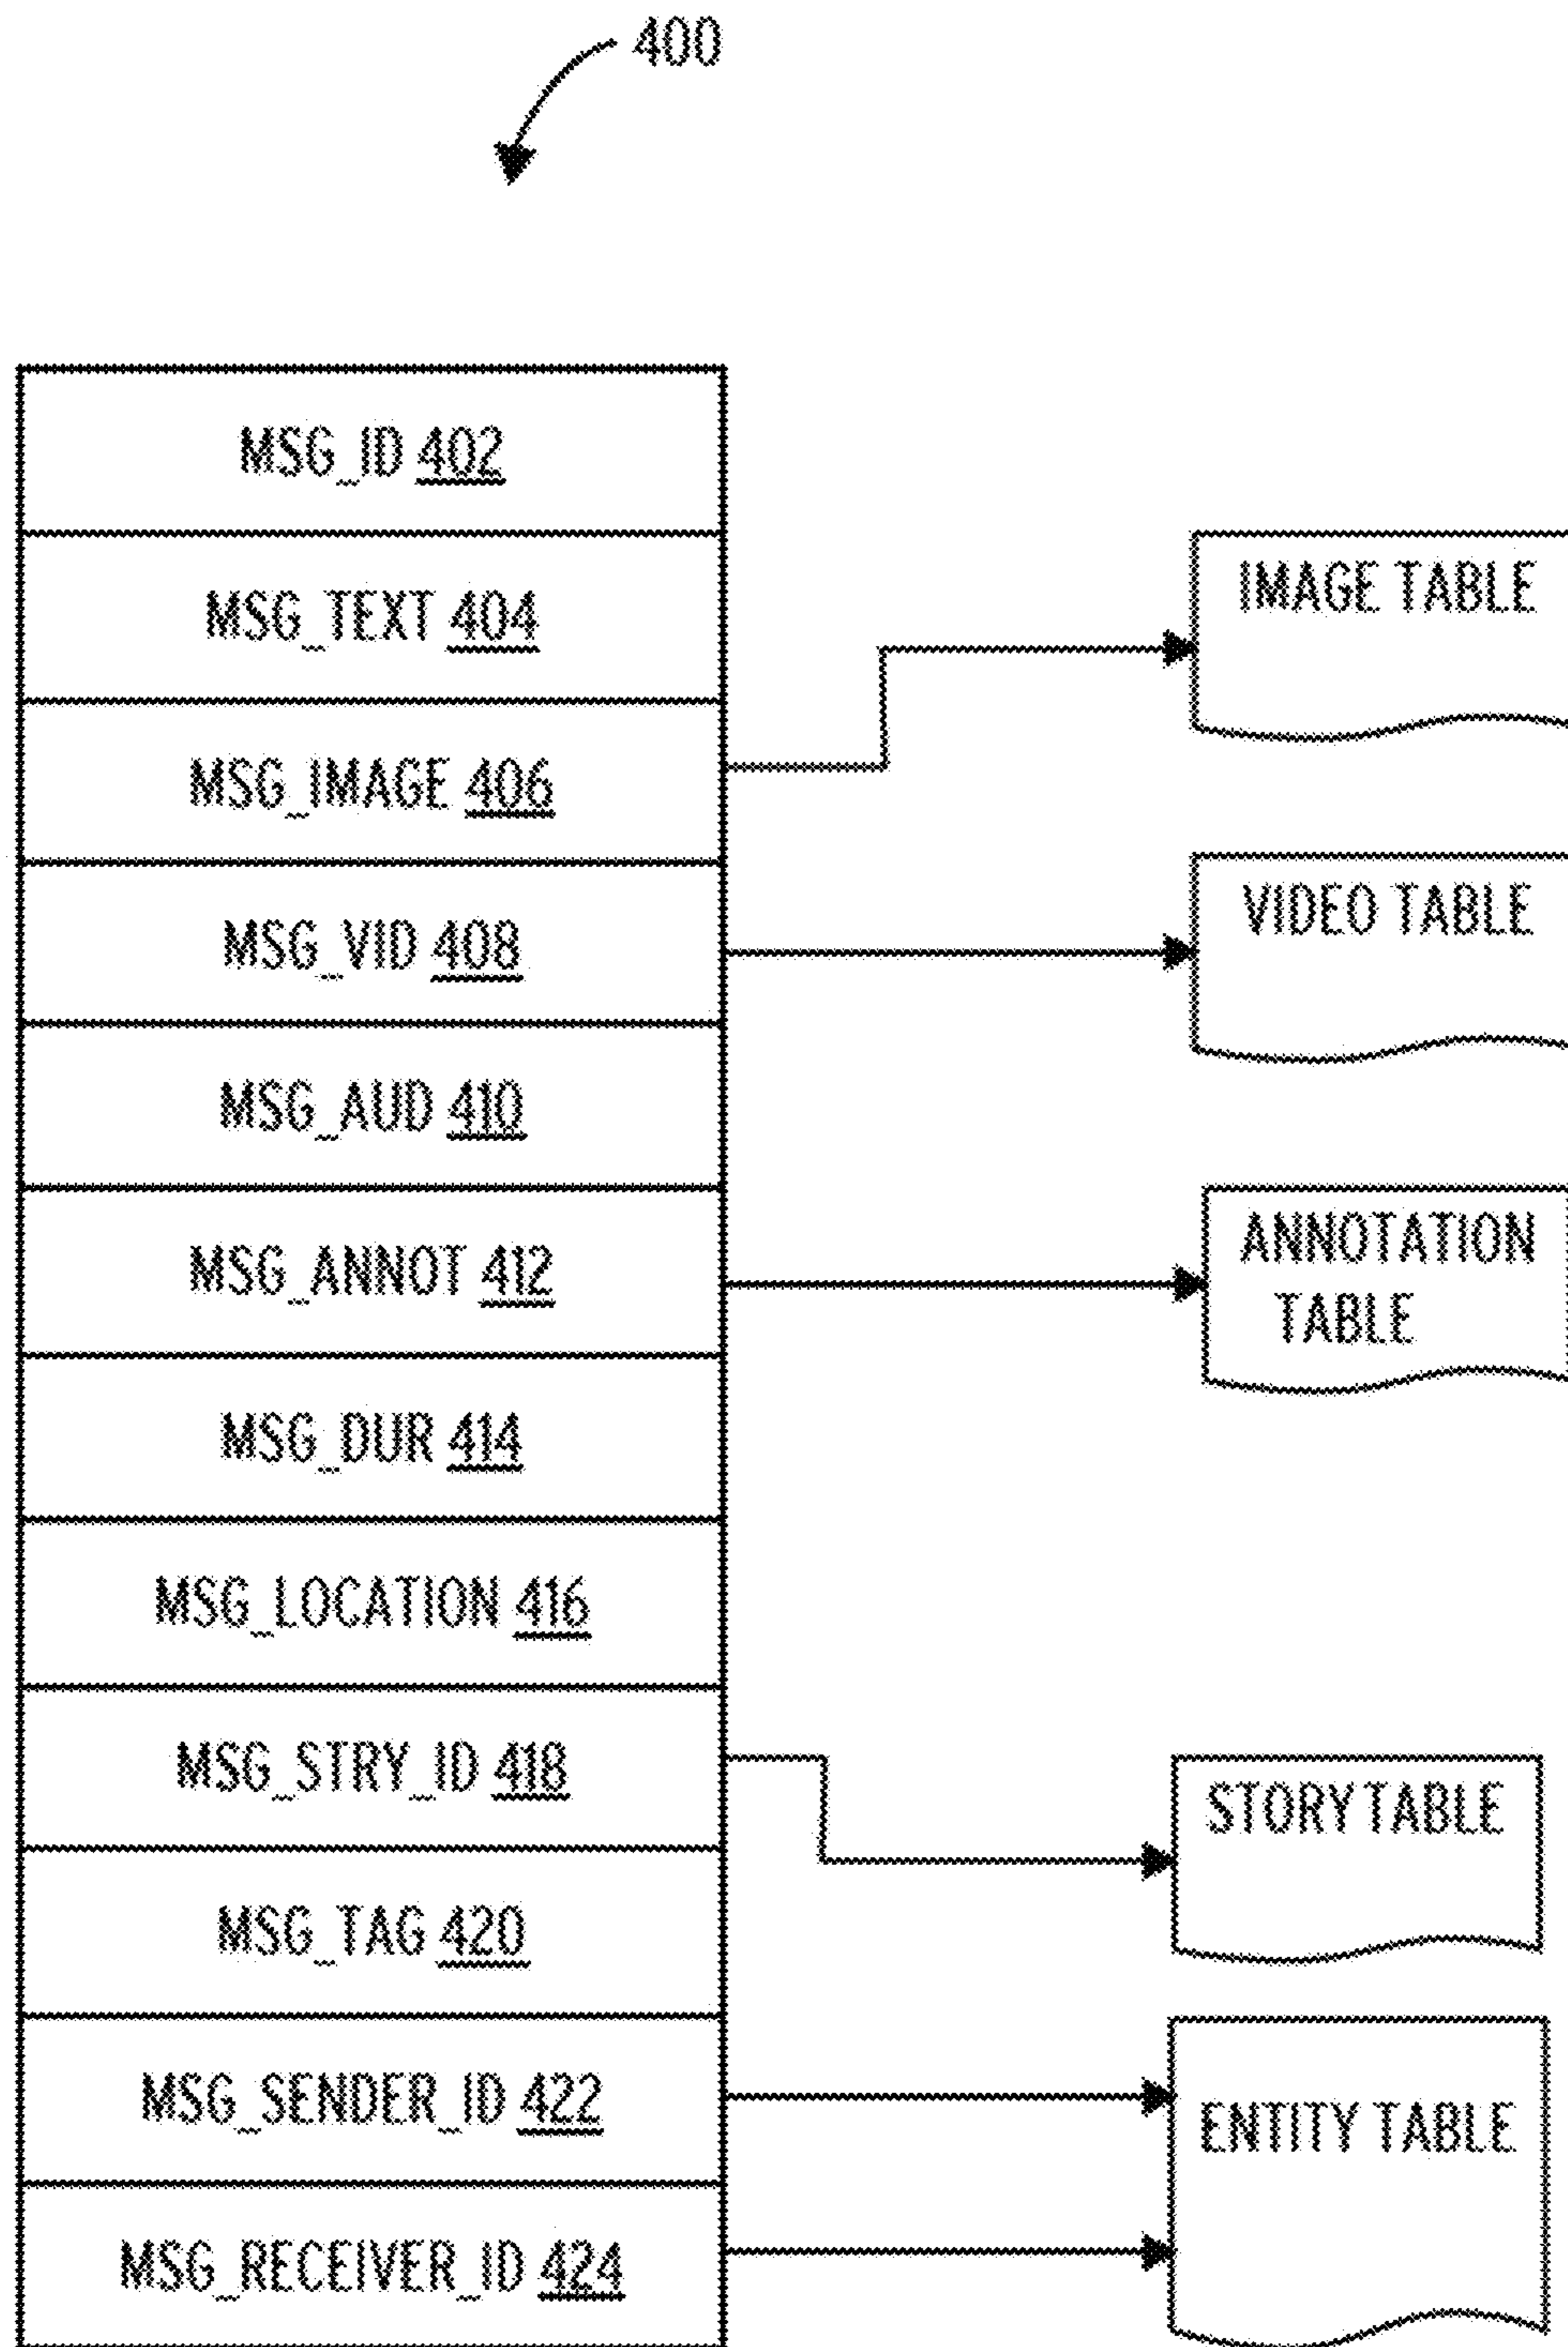 400
MSG_ID 402
MSG_TEXT 404
MSG_IMAGE 406
MSG_VID 408
MSG_AUD 410
MSG_ANNOT 412
MSG_DUR 414
MSG_LOCATION 416
MSG_STRY_ID 418
MSG_TAG 420
MSG_SENDER_ID 422
MSG_RECEIVER_ID 424
IMAGE TABLE
VIDEO TABLE
ANNOTATION
TABLE
STORY TABLE
ENTITY TABLE